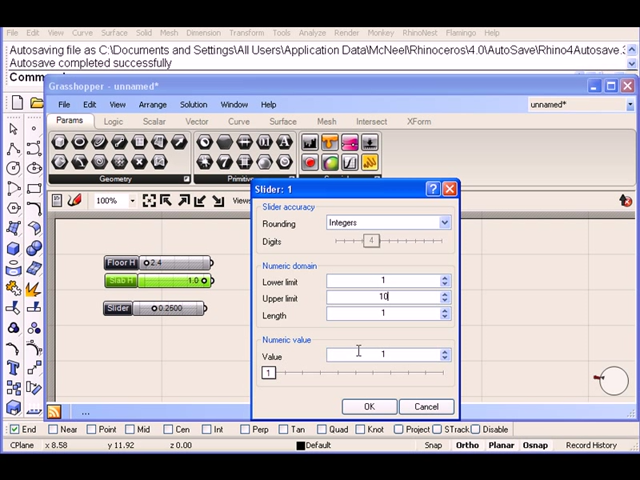 File Edit View Curve Surface Solid Mesh Dimension Transform Tools Analyze Render MarkRhino RhinoNest Flamingo Help
Autosaving file as C:\Documents and Settings\All Users\Application Data\McNeel\Rhinoceros\4.0\AutoSave\Rhino4Autosave.3
Autosave completed successfully
Comm
Grasshopper - unnamed*
File Edit View Arrange Solution Window Help
unnamed*
Params Logic Scalar Vector Curve Surface Mesh Intersect XForm
Geometry
100%
Slider: 1
Slider accuracy
Rounding Integers
Digits 4
Numeric domain
Lower limit 1
Upper limit 10
Length 1
Numeric value
Value 1
1
OK Cancel
Floor H 2.4
Slab H 1.0
Slider 0.2500
...
End Near Point Mid Cen Int Perp Tan Quad Knot Project STrack Disable
CPlane x 8.58 y 11.92 z 0.00 Default Snap Ortho Planar Osnap Record History